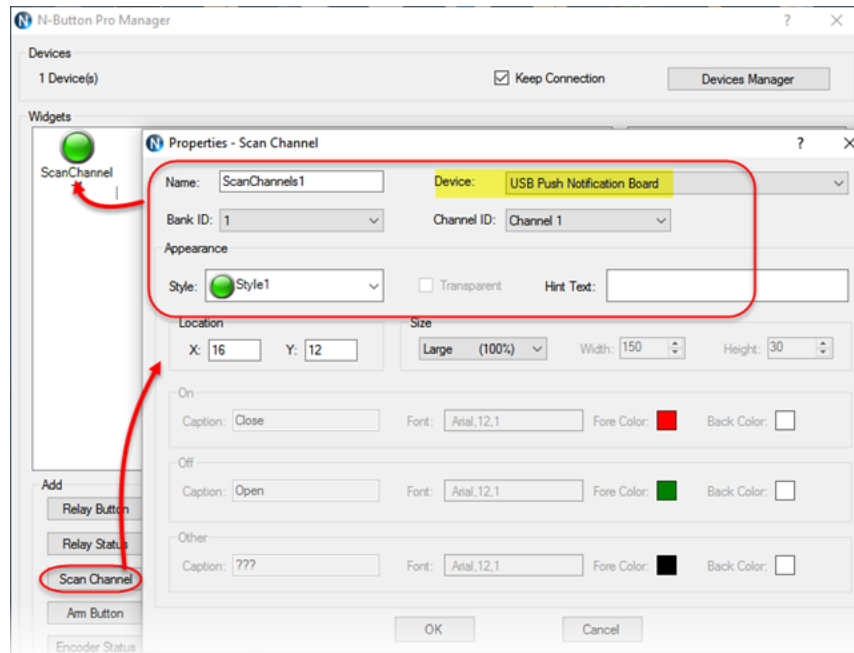 N-Button Pro Manager
Devices
1 Device(s)
Keep Connection
Devices Manager
Widgets
ScanChannel
Properties - Scan Channel
Name: ScanChannels1 Device: USB Push Notification Board
Bank ID: 1 Channel ID: Channel 1
Appearance
Style: Style1 Transparent Hint Text:
Location Size
X: 16 Y: 12 Large (100%) Width: 150 Height: 30
On
Caption: Close Font: Arial,12,1 Fore Color: Back Color:
Off
Caption: Open Font: Arial,12,1 Fore Color: Back Color:
Other
Caption: ??? Font: Arial,12,1 Fore Color: Back Color:
OK Cancel
Add
Relay Button
Relay Status
Scan Channel
Arm Button
Encoder Status